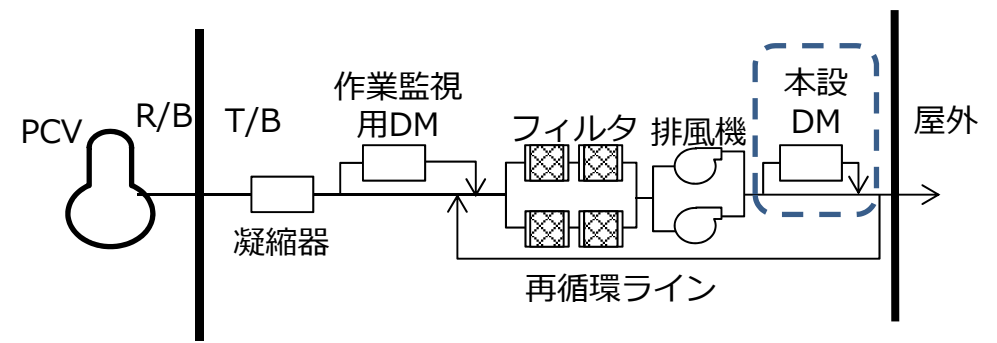 PCV
R/B
T/B
凝縮器
作業監視
用DM
フィルタ
排風機
本設
DM
屋外
再循環ライン